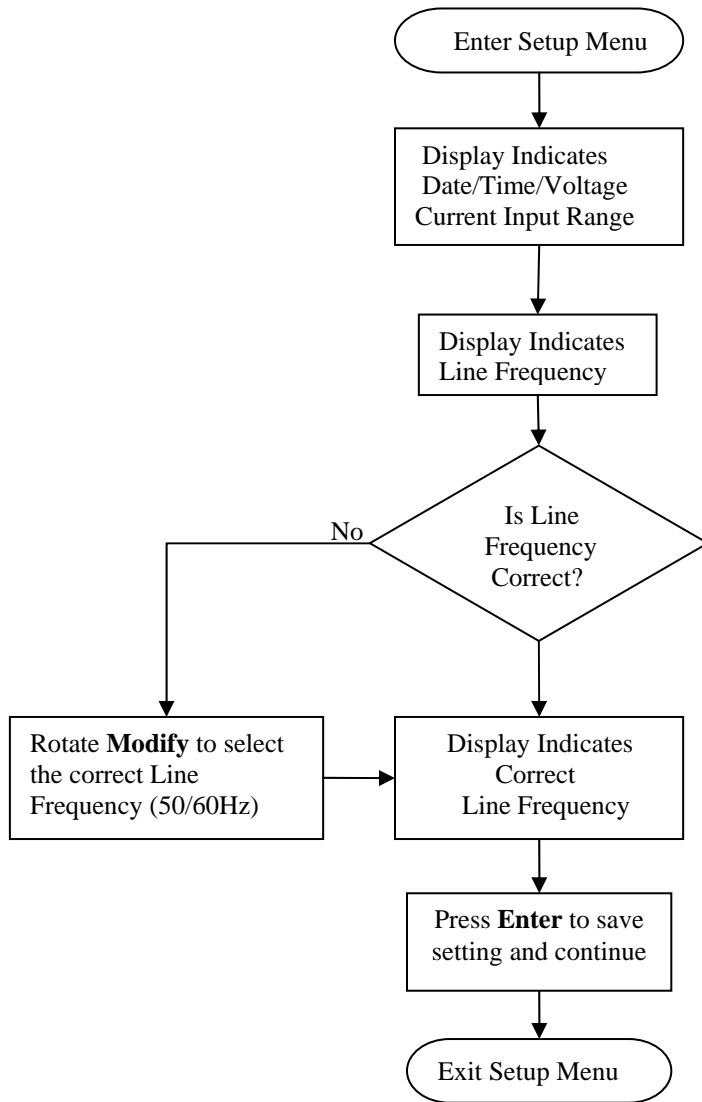 Enter Setup Menu
Display Indicates
Date/Time/Voltage
Current Input Range
Display Indicates
Line Frequency
Is Line
Frequency
Correct?
No
Rotate Modify to select
the correct Line
Frequency (50/60Hz)
Display Indicates
Correct
Line Frequency
Press Enter to save
setting and continue
Exit Setup Menu